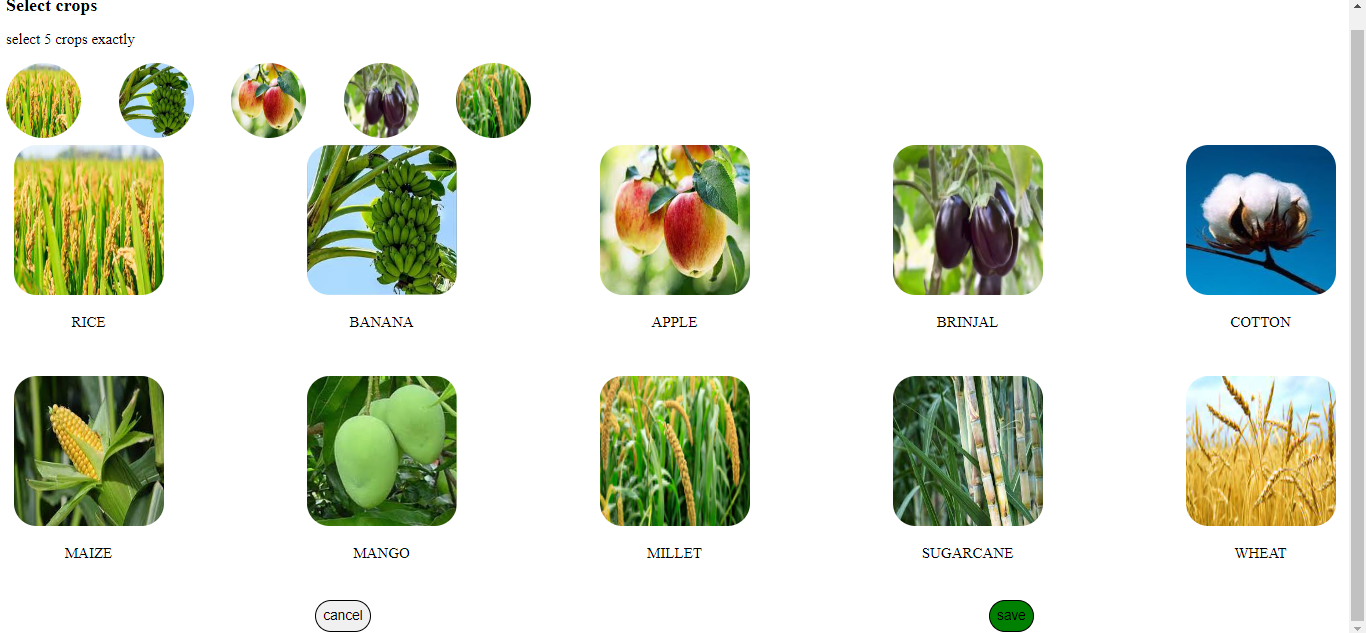 Select crops
select 5 crops exactly
RICE BANANA APPLE BRINJAL COTTON
MAIZE MANGO MILLET SUGARCANE WHEAT
cancel save